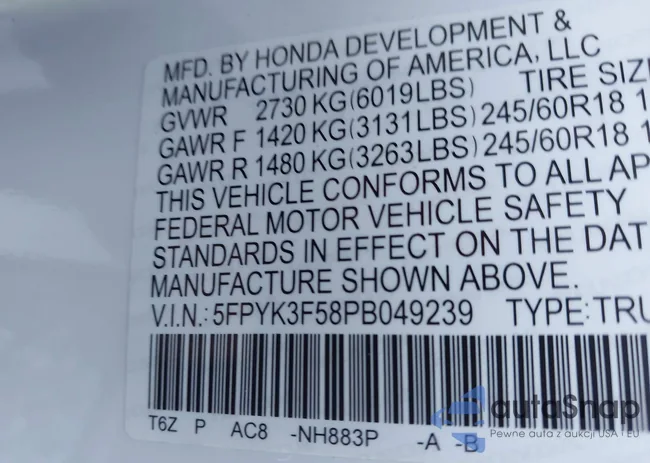 MFD. BY HONDA DEVELOPMENT &
MANUFACTURING OF AMERICA, LLC
GVWR 2730 KG(6019LBS) TIRE SIZ
GAWR F 1420 KG(3131LBS) 245/60R18 1
GAWR R 1480 KG(3263LBS) 245/60R18 1
THIS VEHICLE CONFORMS TO ALL AP
FEDERAL MOTOR VEHICLE SAFETY
STANDARDS IN EFFECT ON THE DAT
MANUFACTURE SHOWN ABOVE.
V.I.N.: 5FPYK3F58PB049239 TYPE: TRU
T6Z P AC8 -NH883P -A -B
autaSnap
Pewne auta z aukcji USA i EU